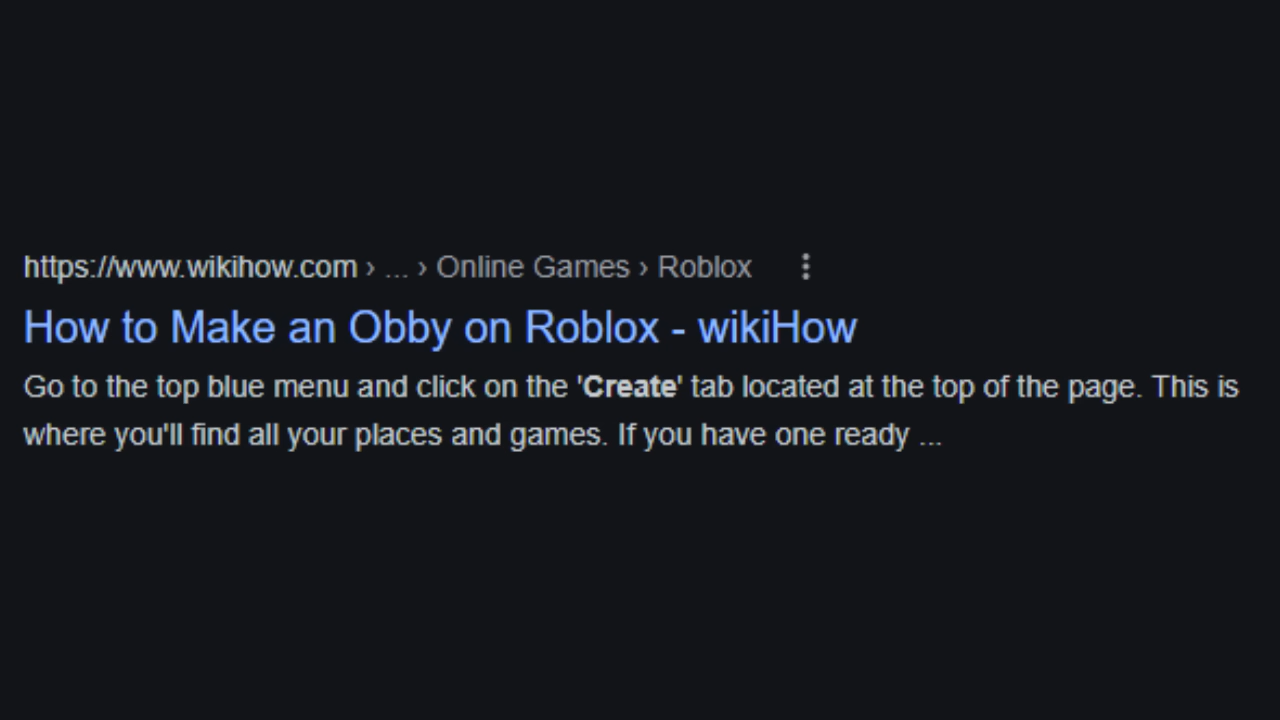 https://www.wikihow.com › ... › Online Games › Roblox
How to Make an Obby on Roblox - wikiHow
Go to the top blue menu and click on the 'Create' tab located at the top of the page. This is
where you'll find all your places and games. If you have one ready ...